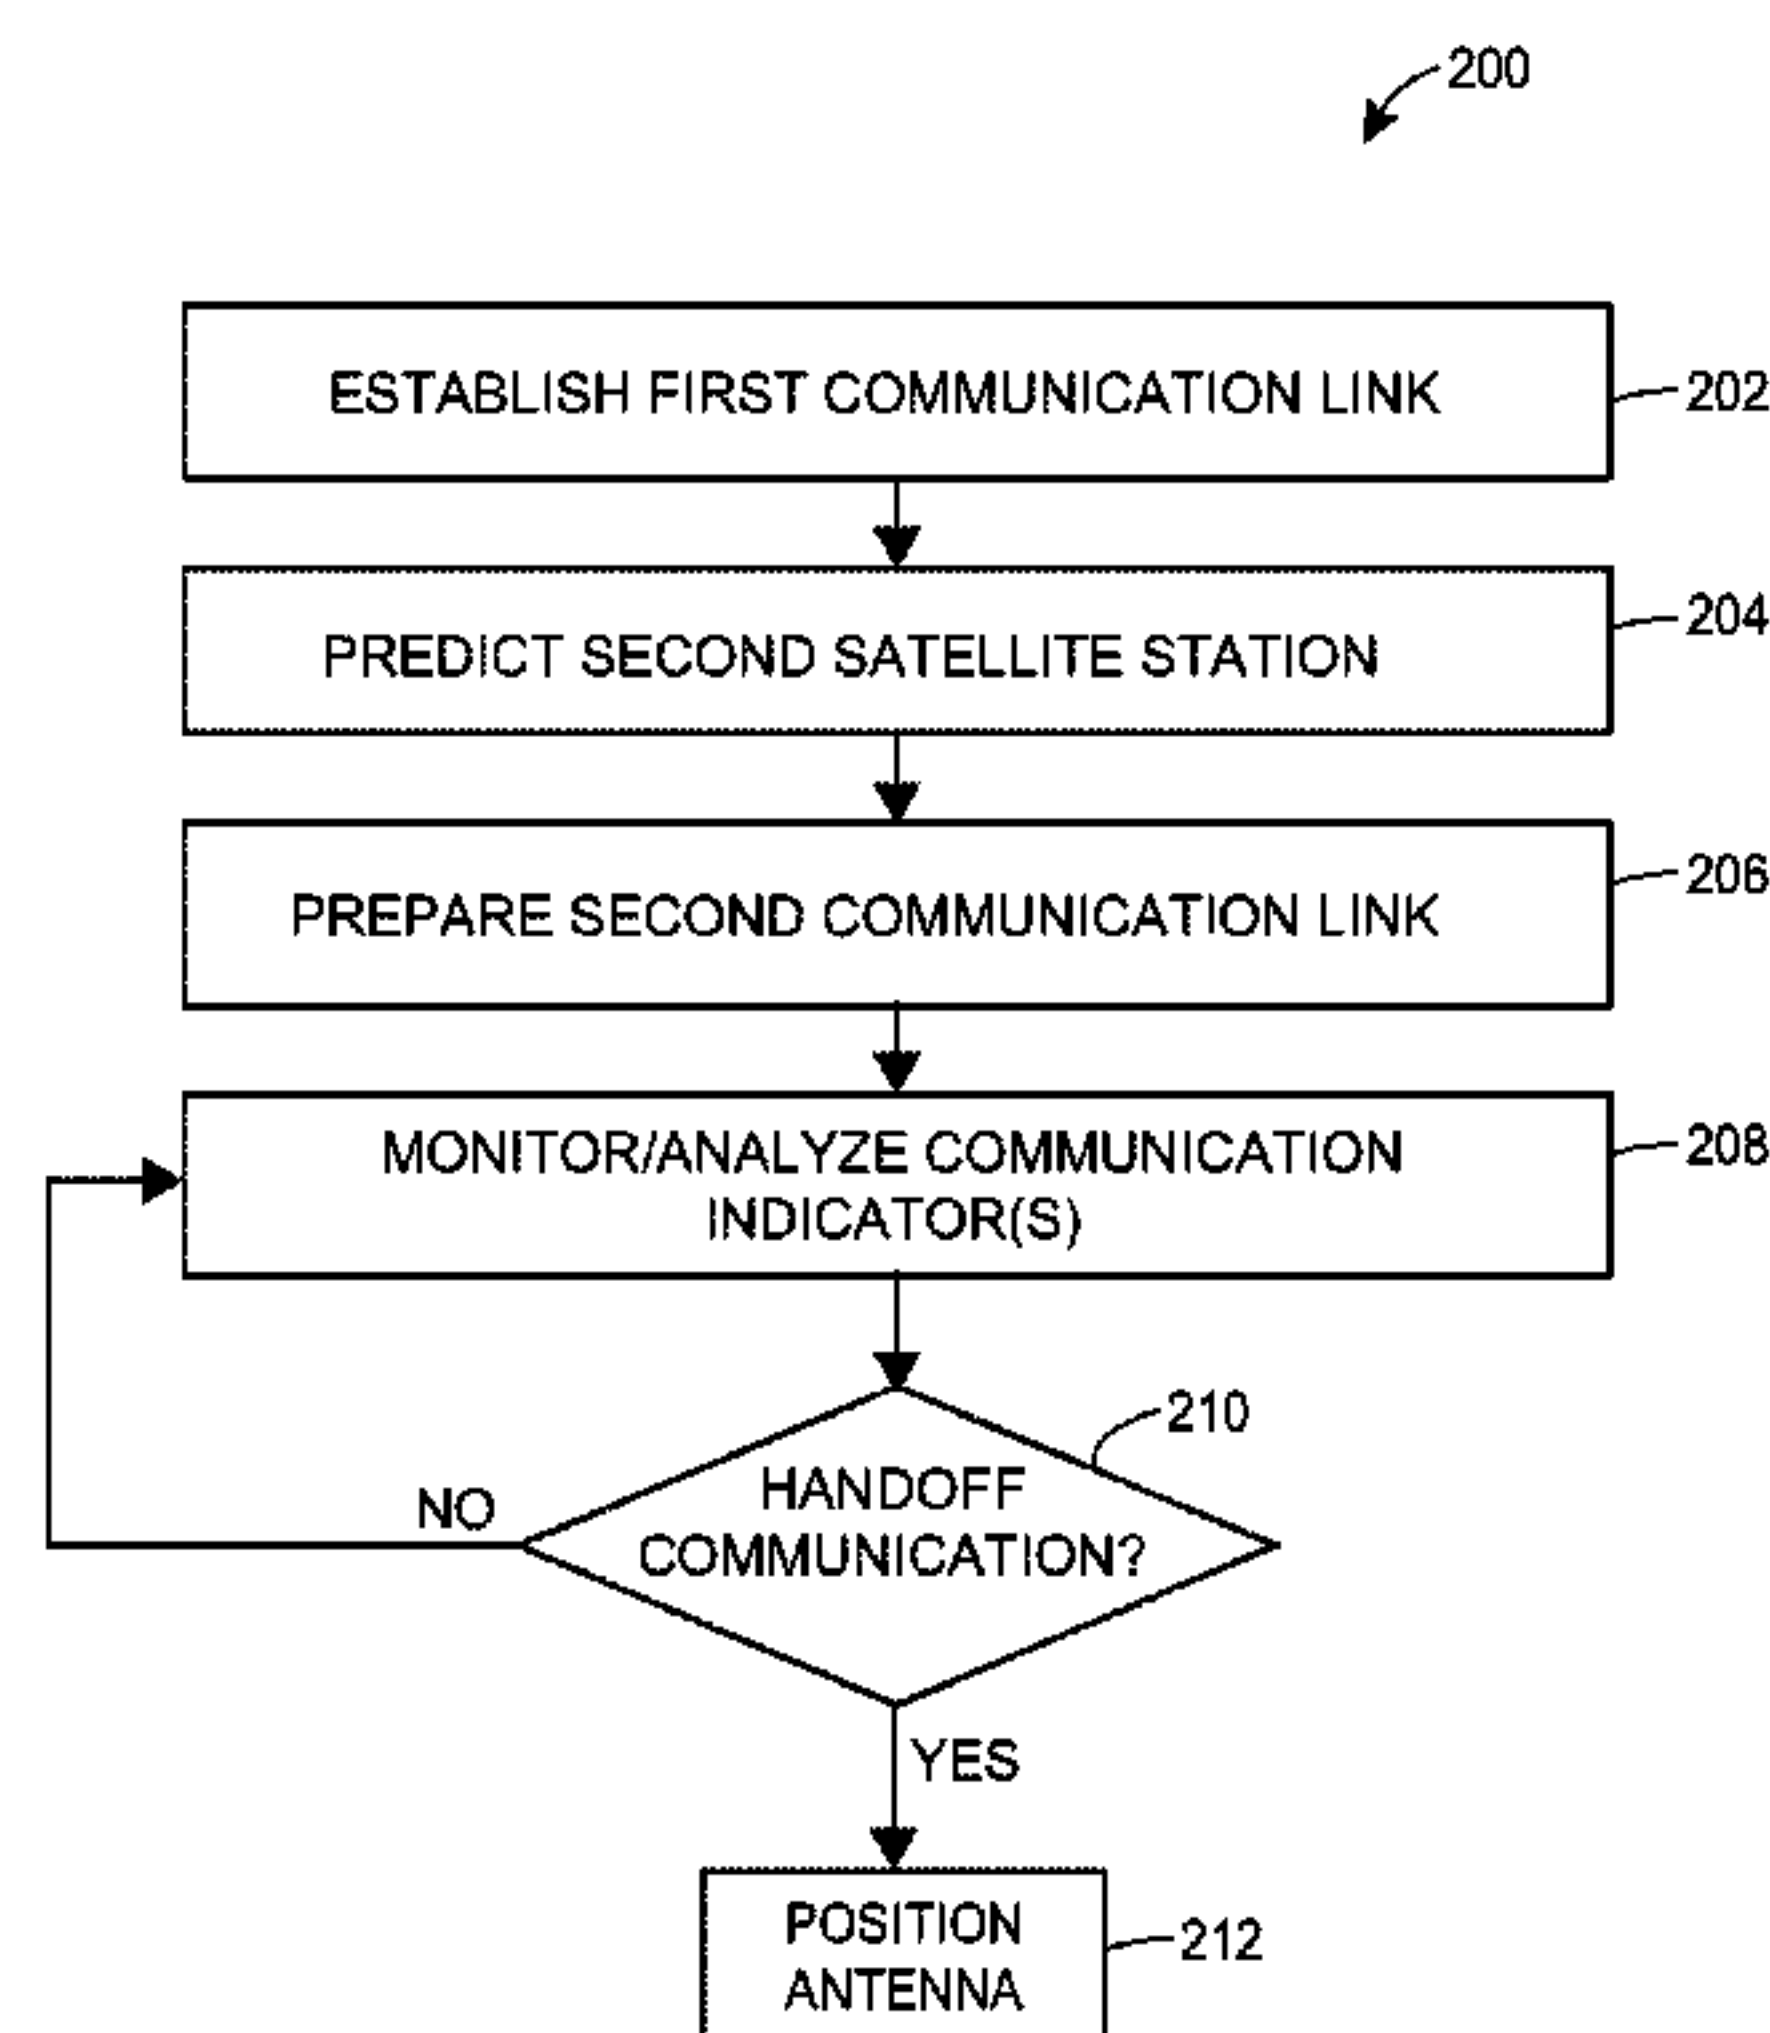 200
ESTABLISH FIRST COMMUNICATION LINK
202
PREDICT SECOND SATELLITE STATION
204
PREPARE SECOND COMMUNICATION LINK
206
MONITOR/ANALYZE COMMUNICATION
INDICATOR(S)
208
HANDOFF
COMMUNICATION?
210
NO
YES
POSITION
ANTENNA
212